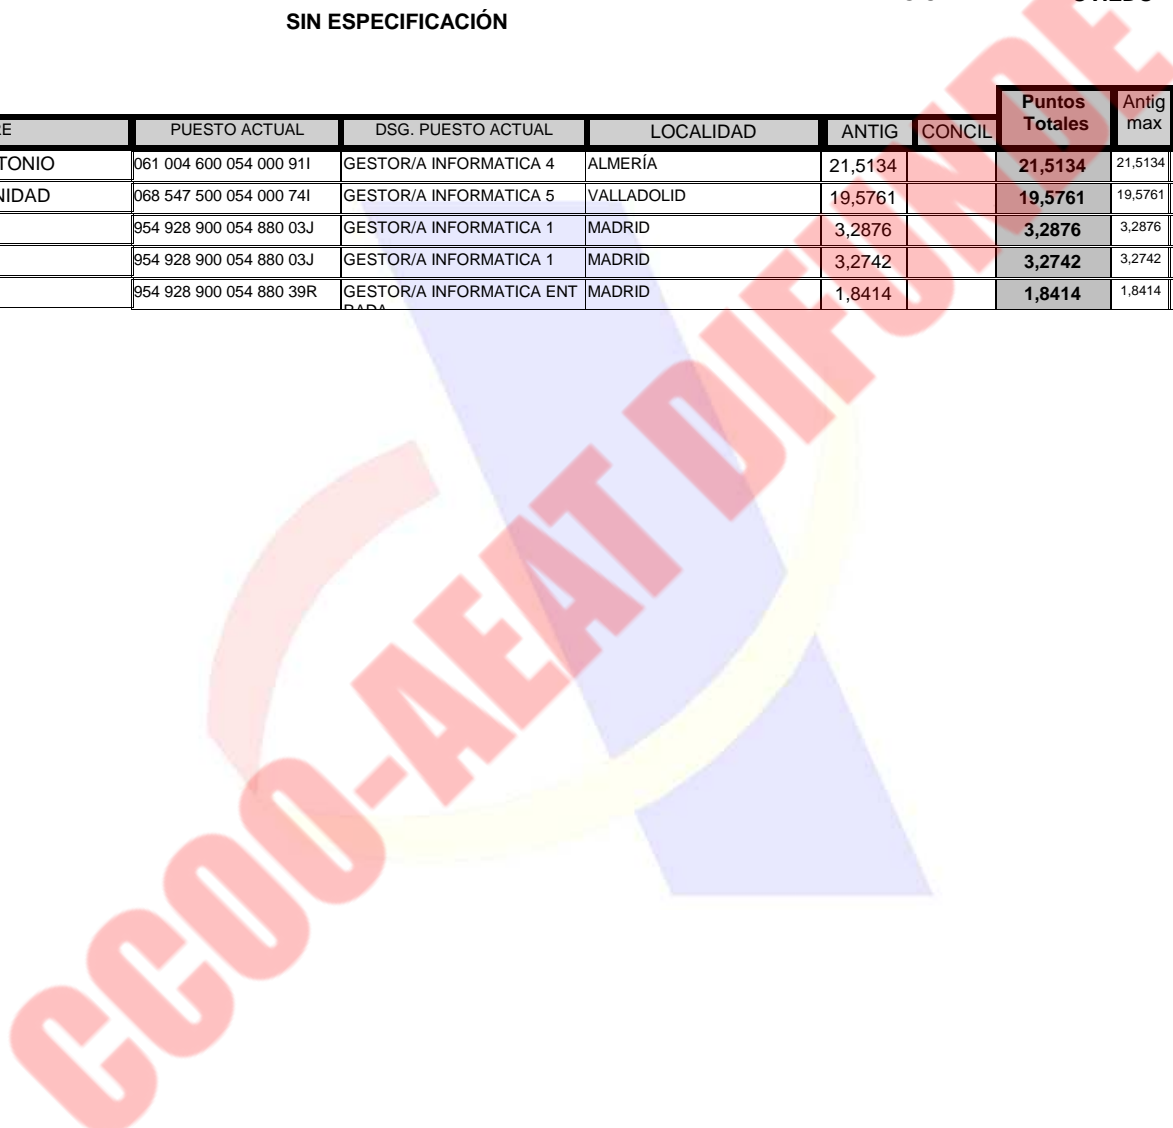 SIN ESPECIFICACIÓN
PUESTO ACTUAL DSG. PUESTO ACTUAL LOCALIDAD ANTIG CONCIL Puntos Totales Antig max
TONIO 061 004 600 054 000 91I GESTOR/A INFORMATICA 4 ALMERÍA 21,5134 21,5134 21,5134
NIDAD 068 547 500 054 000 74I GESTOR/A INFORMATICA 5 VALLADOLID 19,5761 19,5761 19,5761
954 928 900 054 880 03J GESTOR/A INFORMATICA 1 MADRID 3,2876 3,2876 3,2876
954 928 900 054 880 03J GESTOR/A INFORMATICA 1 MADRID 3,2742 3,2742 3,2742
954 928 900 054 880 39R GESTOR/A INFORMATICA ENT MADRID 1,8414 1,8414 1,8414
RADA
CCOO-AEAT DIFUNDE